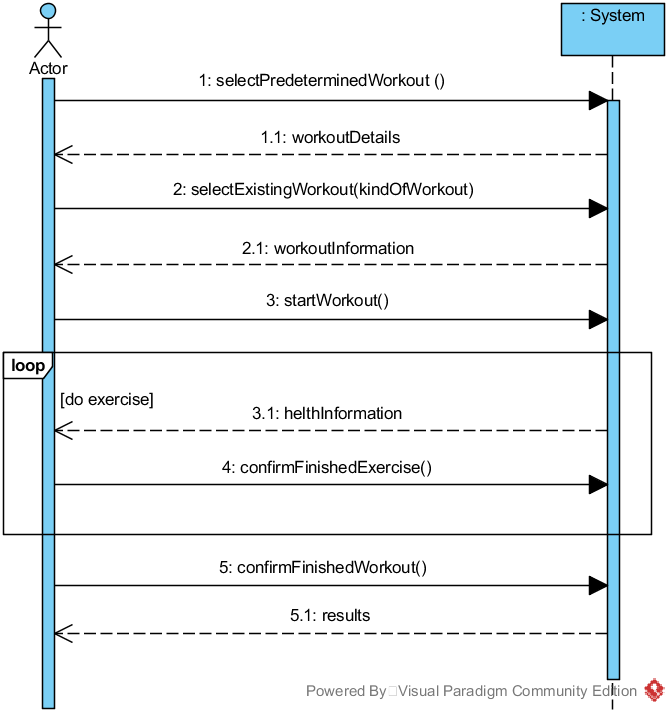 : System
Actor
1: selectPredeterminedWorkout ()
1.1: workoutDetails
2: selectExistingWorkout(kindOfWorkout)
2.1: workoutInformation
3: startWorkout()
loop
[do exercise]
3.1: helthInformation
4: confirmFinishedExercise()
5: confirmFinishedWorkout()
5.1: results
Powered By Visual Paradigm Community Edition